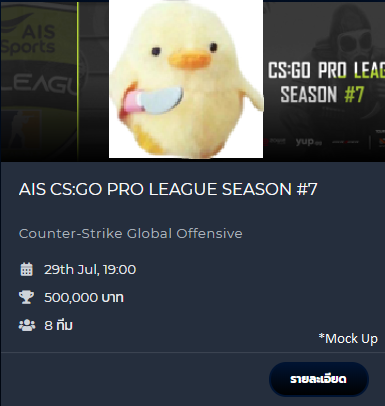 AIS
eSports
LEAGU
CS:GO PRO LEAG
SEASON #7
yup
AIS CS:GO PRO LEAGUE SEASON #7
Counter-Strike Global Offensive
29th Jul, 19:00
500,000 บาท
8 ทีม
*Mock Up
รายละเอียด